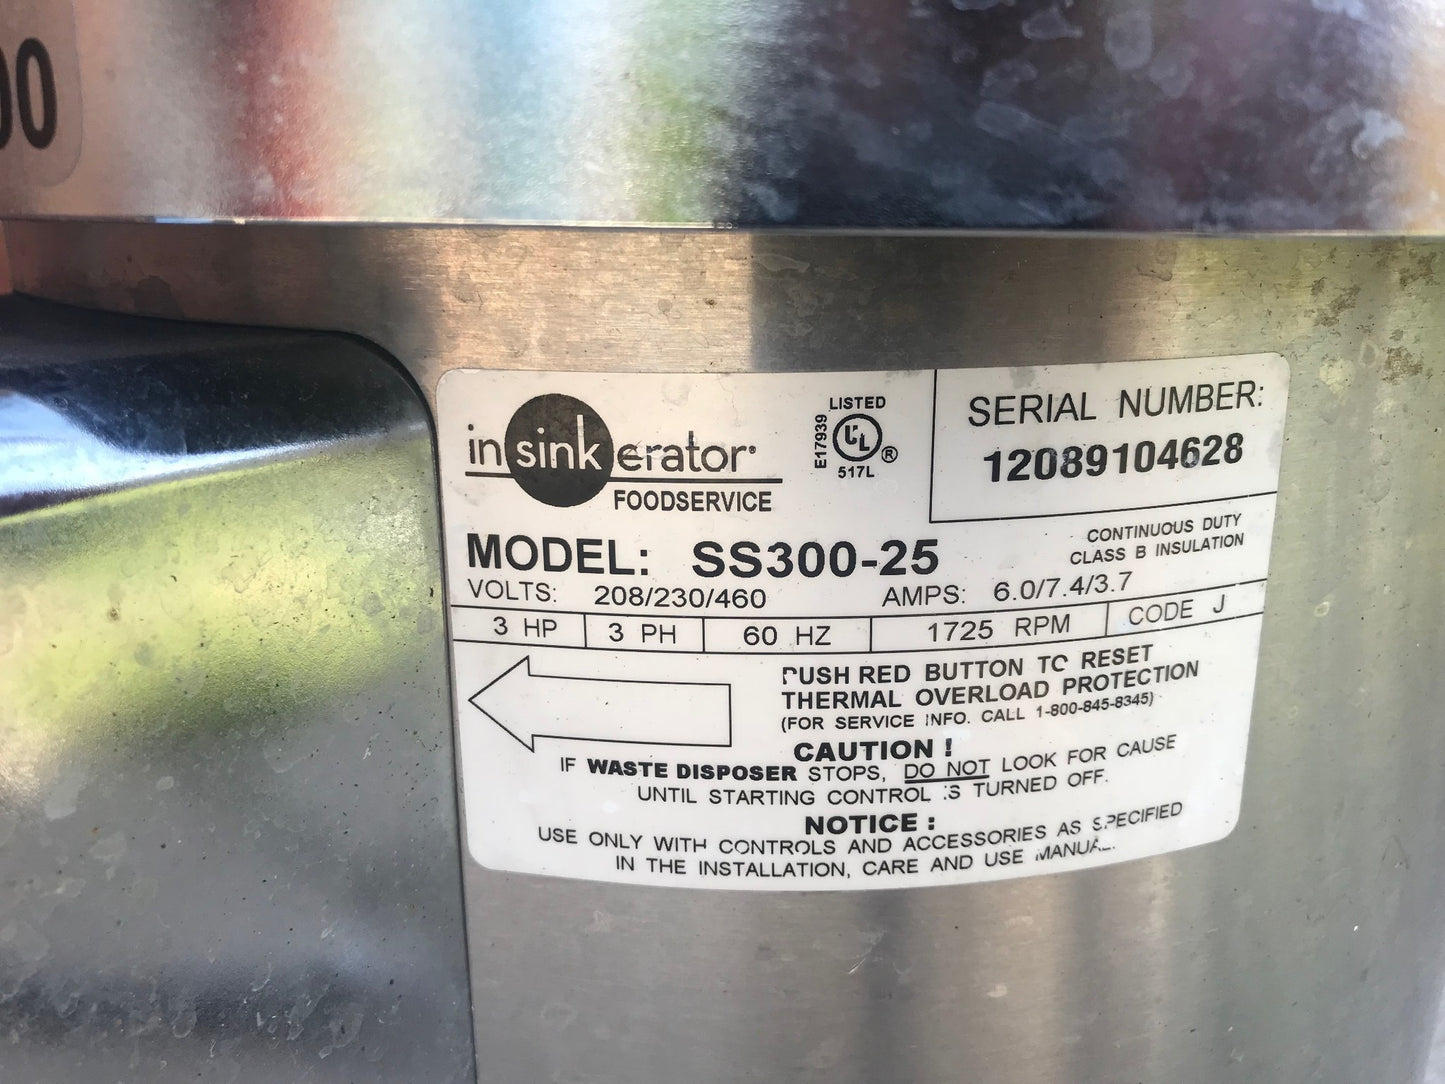 00
insinkerator®
FOODSERVICE
LISTED
E17939
UL ®
517L
SERIAL NUMBER:
12089104628
MODEL: SS300-25
CONTINUOUS DUTY
CLASS B INSULATION
VOLTS: 208/230/460 AMPS: 6.0/7.4/3.7
3 HP 3 PH 60 HZ 1725 RPM CODE J
PUSH RED BUTTON TO RESET
THERMAL OVERLOAD PROTECTION
(FOR SERVICE INFO. CALL 1-800-845-8345)
CAUTION !
IF WASTE DISPOSER STOPS, DO NOT LOOK FOR CAUSE
UNTIL STARTING CONTROL IS TURNED OFF.
NOTICE :
USE ONLY WITH CONTROLS AND ACCESSORIES AS SPECIFIED
IN THE INSTALLATION, CARE AND USE MANUAL.